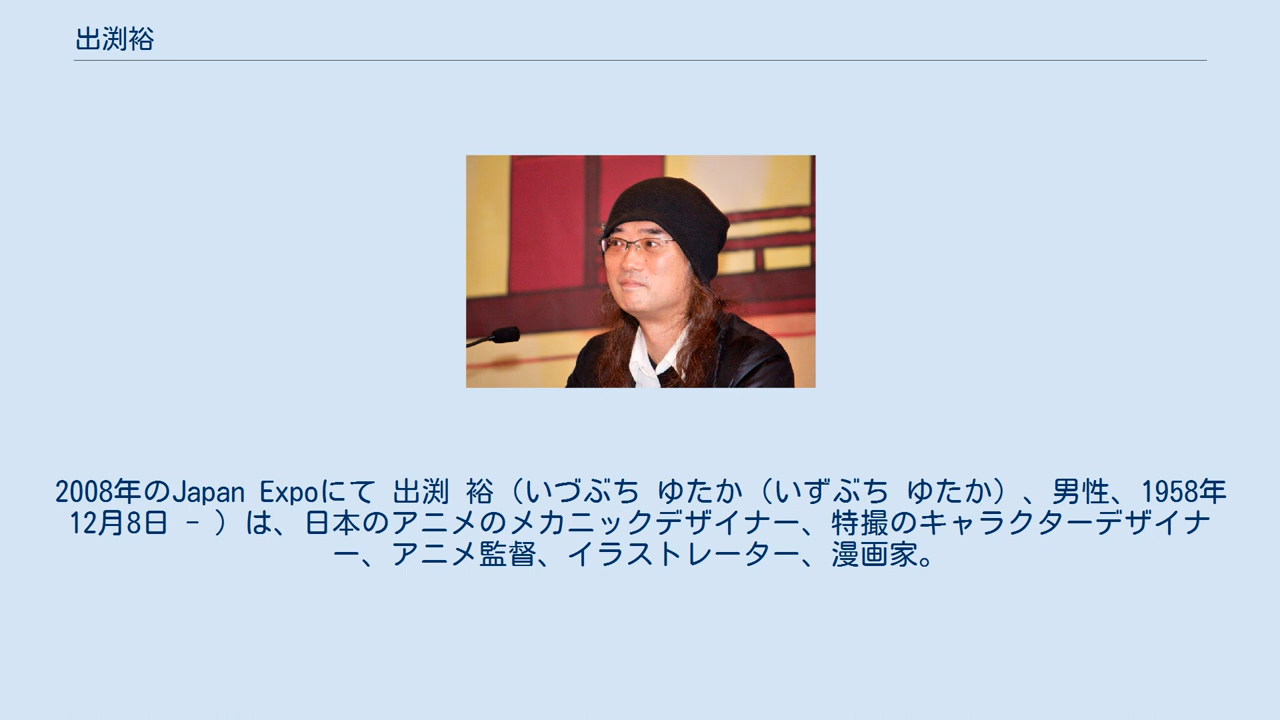 出渕裕
2008年のJapan Expoにて 出渕 裕（いづぶち ゆたか（いずぶち ゆたか）、男性、1958年
12月8日 - ）は、日本のアニメのメカニックデザイナー、特撮のキャラクターデザイナ
ー、アニメ監督、イラストレーター、漫画家。